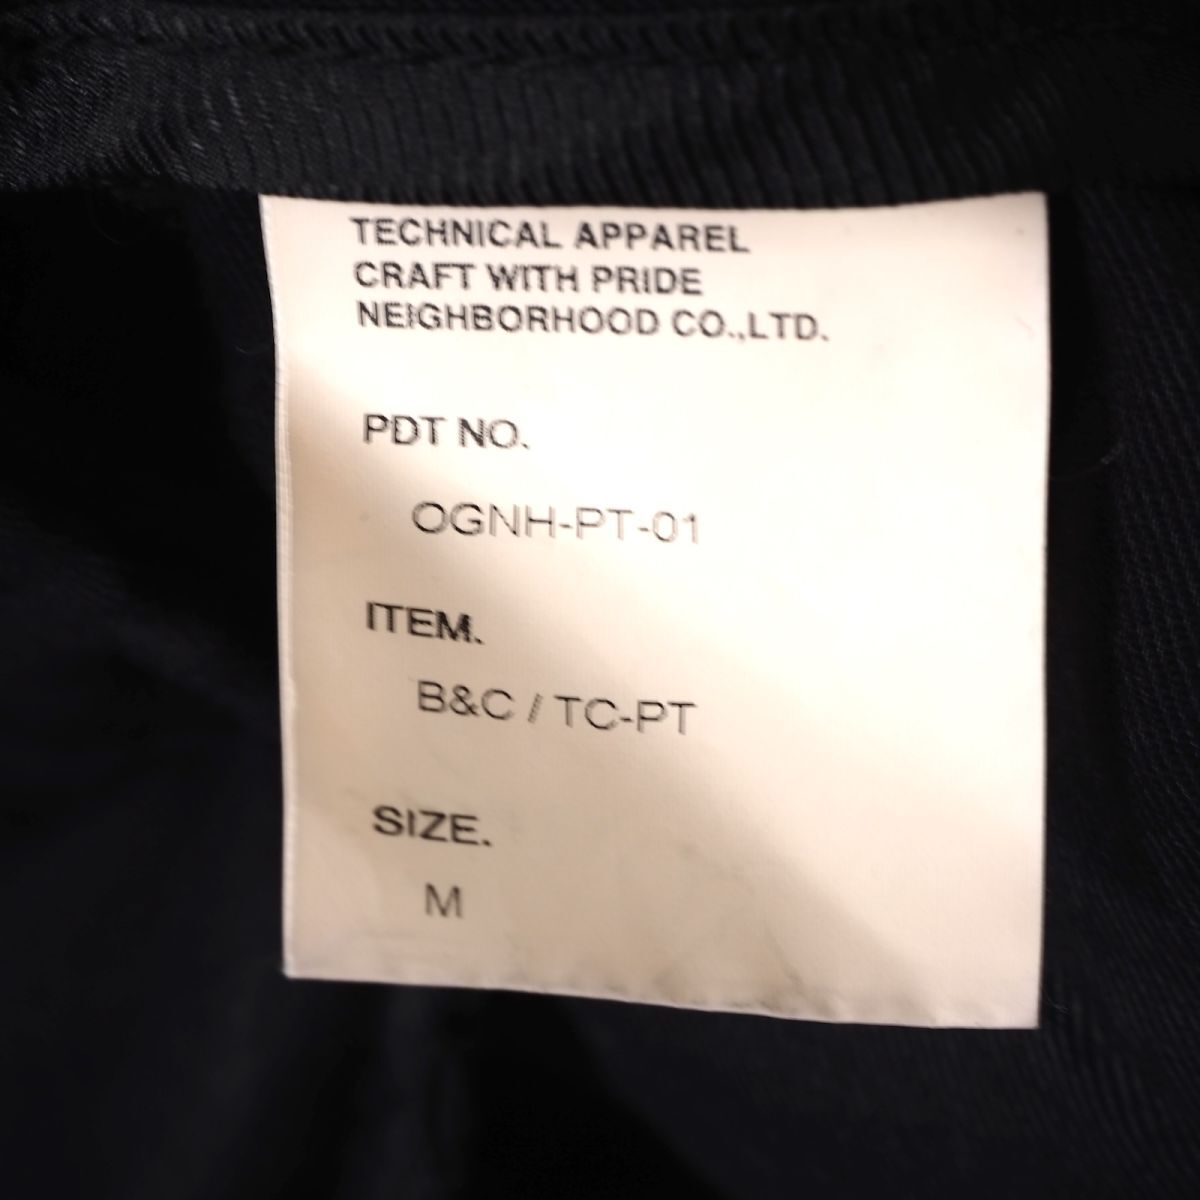 TECHNICAL APPAREL
CRAFT WITH PRIDE
NEIGHBORHOOD CO.,LTD.
PDT NO.
OGNH-PT-01
ITEM.
B&C / TC-PT
SIZE.
M